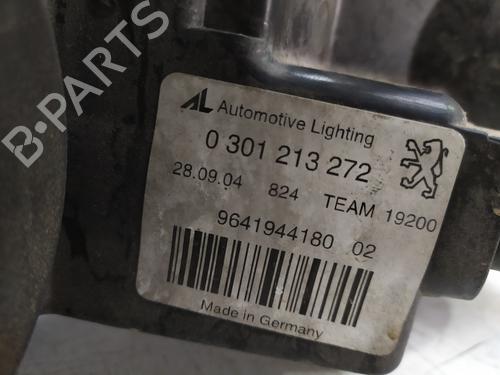 B-PARTS
AL Automotive Lighting
0 301 213 272
28.09.04 824 TEAM 19200
9641944180 02
Made in Germany